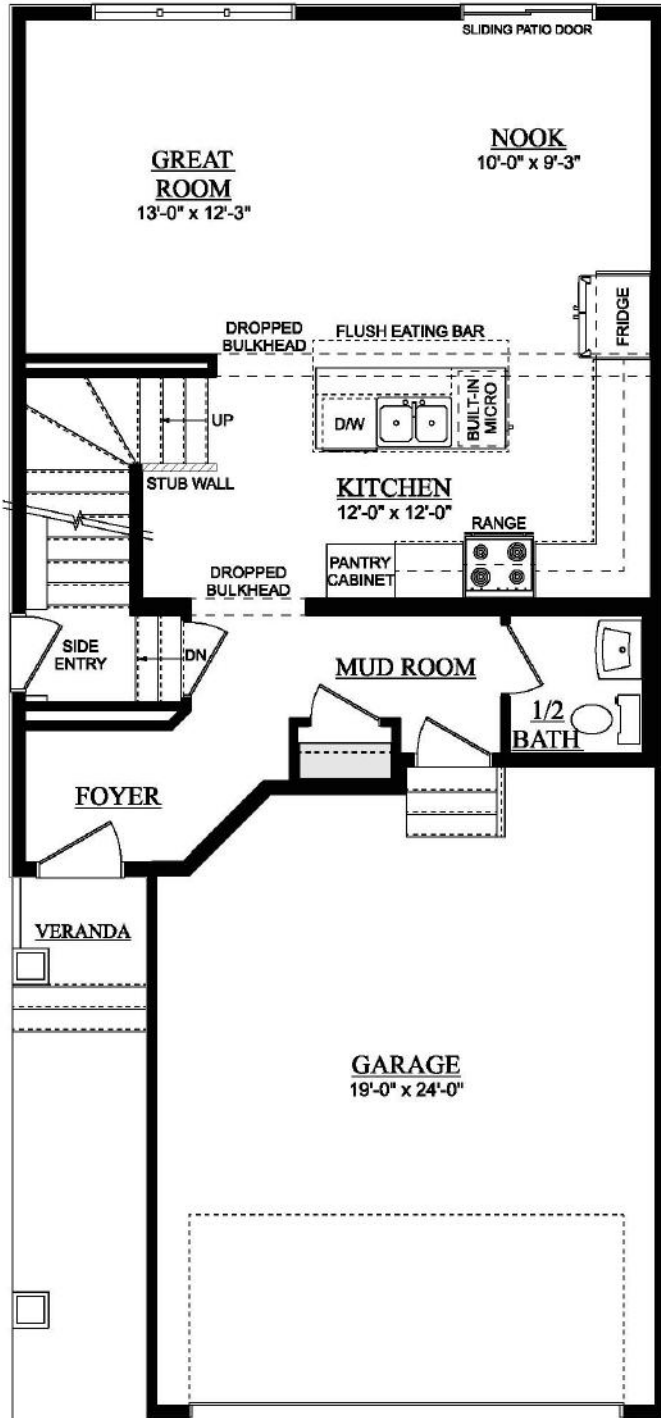 SLIDING PATIO DOOR
GREAT
ROOM
13'-0" x 12'-3"
NOOK
10'-0" x 9'-3"
FRIDGE
DROPPED
BULKHEAD
FLUSH EATING BAR
UP
D/W
BUILT-IN
MICRO
STUB WALL
KITCHEN
12'-0" x 12'-0"
RANGE
PANTRY
CABINET
DROPPED
BULKHEAD
SIDE
ENTRY
DN
MUD ROOM
1/2
BATH
FOYER
VERANDA
GARAGE
19'-0" x 24'-0"